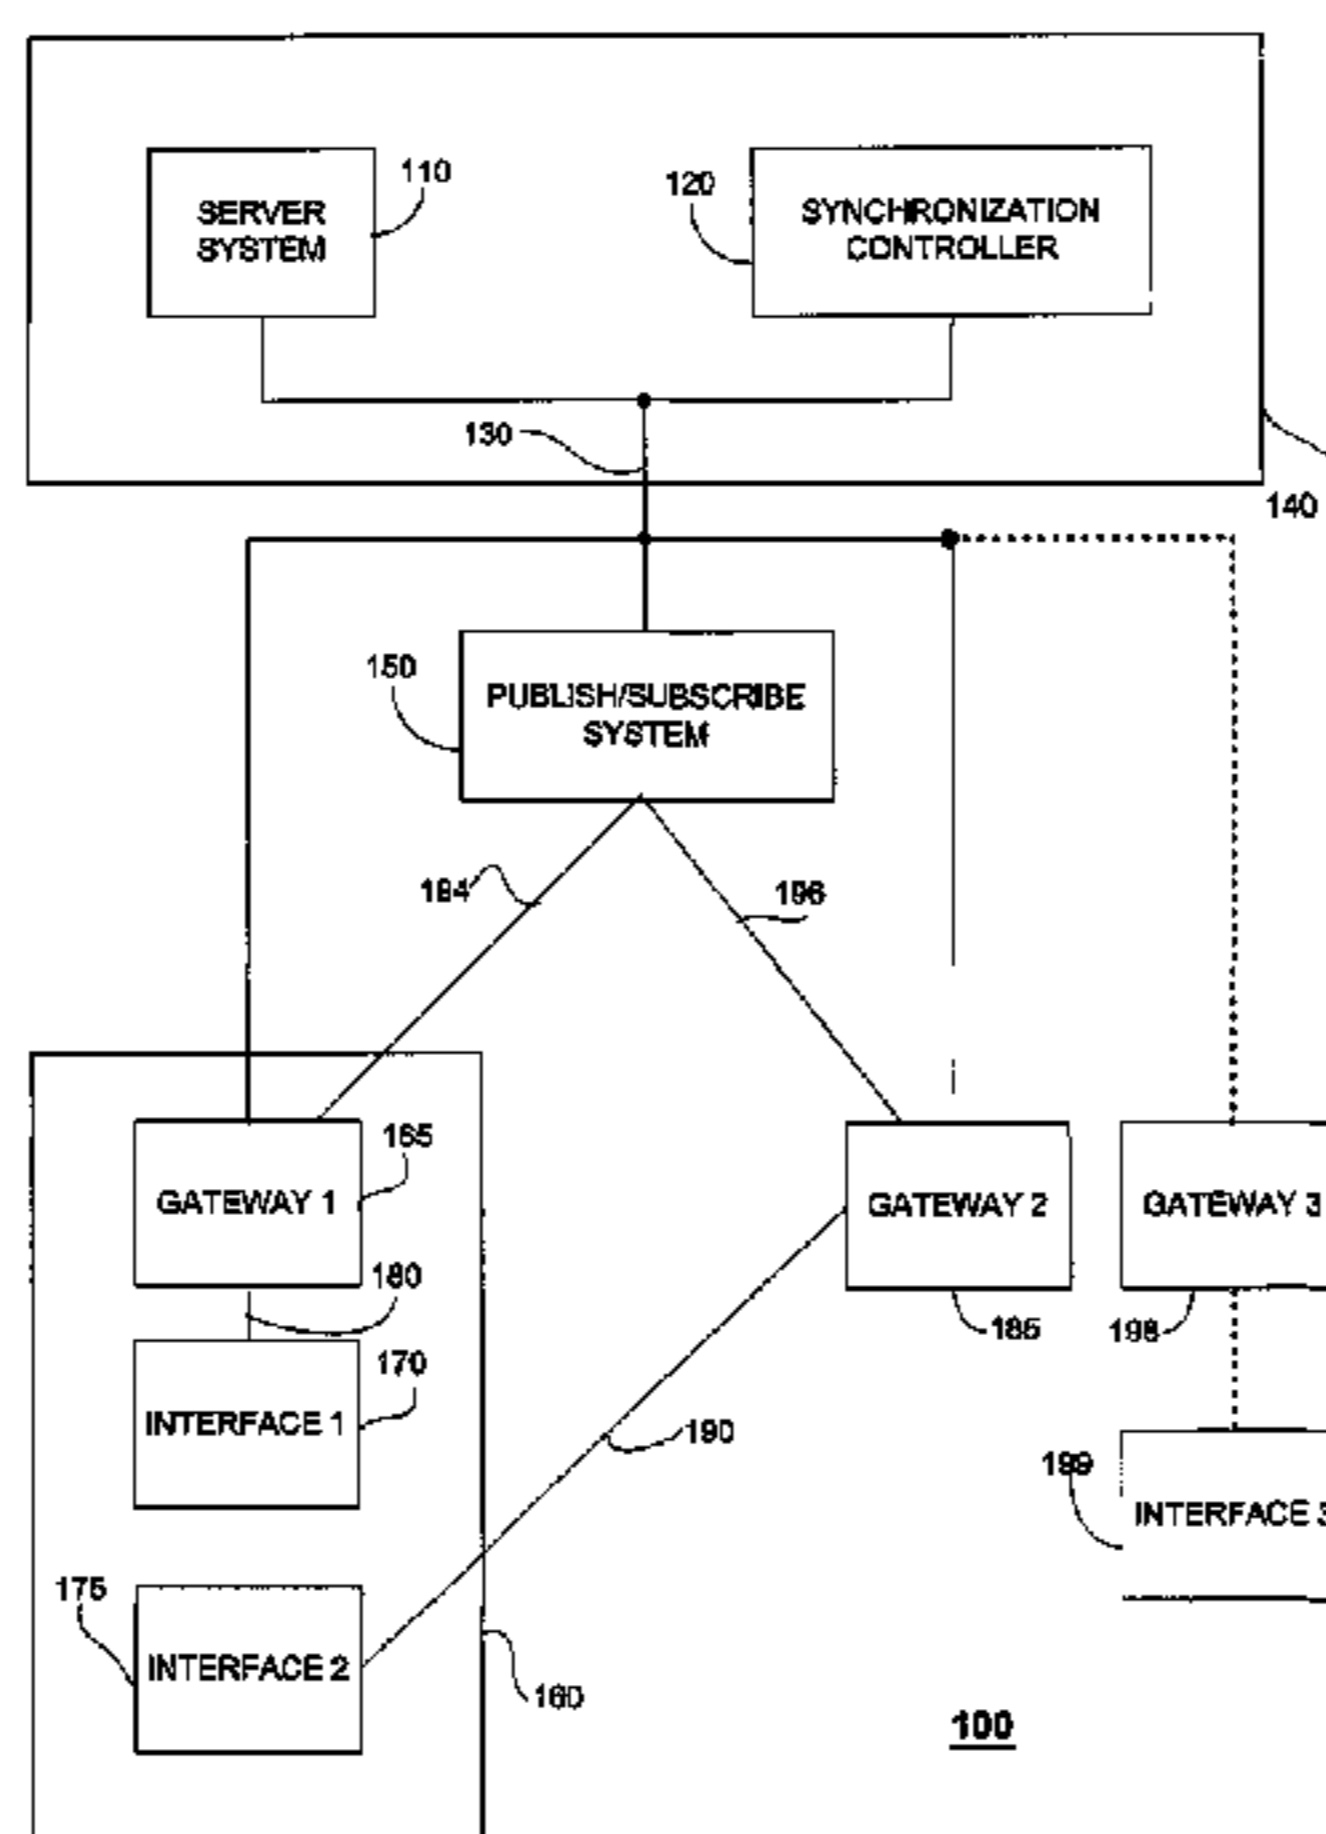 110
SERVER
SYSTEM
120
SYNCHRONIZATION
CONTROLLER
130
140
150
PUBLISH/SUBSCRIBE
SYSTEM
194
196
165
GATEWAY 1
GATEWAY 2
GATEWAY 3
180
185
198
170
INTERFACE 1
190
199
INTERFACE 3
175
INTERFACE 2
160
100